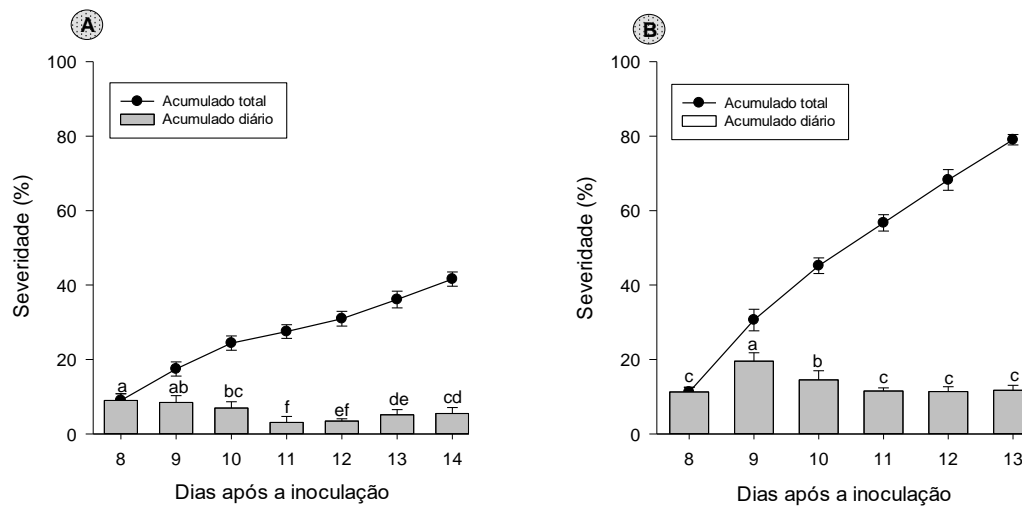 A
100
80
60
40
20
0
Severidade (%)
Acumulado total
Acumulado diário
a ab bc f ef de cd
8 9 10 11 12 13 14
Dias após a inoculação
B
100
80
60
40
20
0
Severidade (%)
Acumulado total
Acumulado diário
c a b c c c
8 9 10 11 12 13
Dias após a inoculação